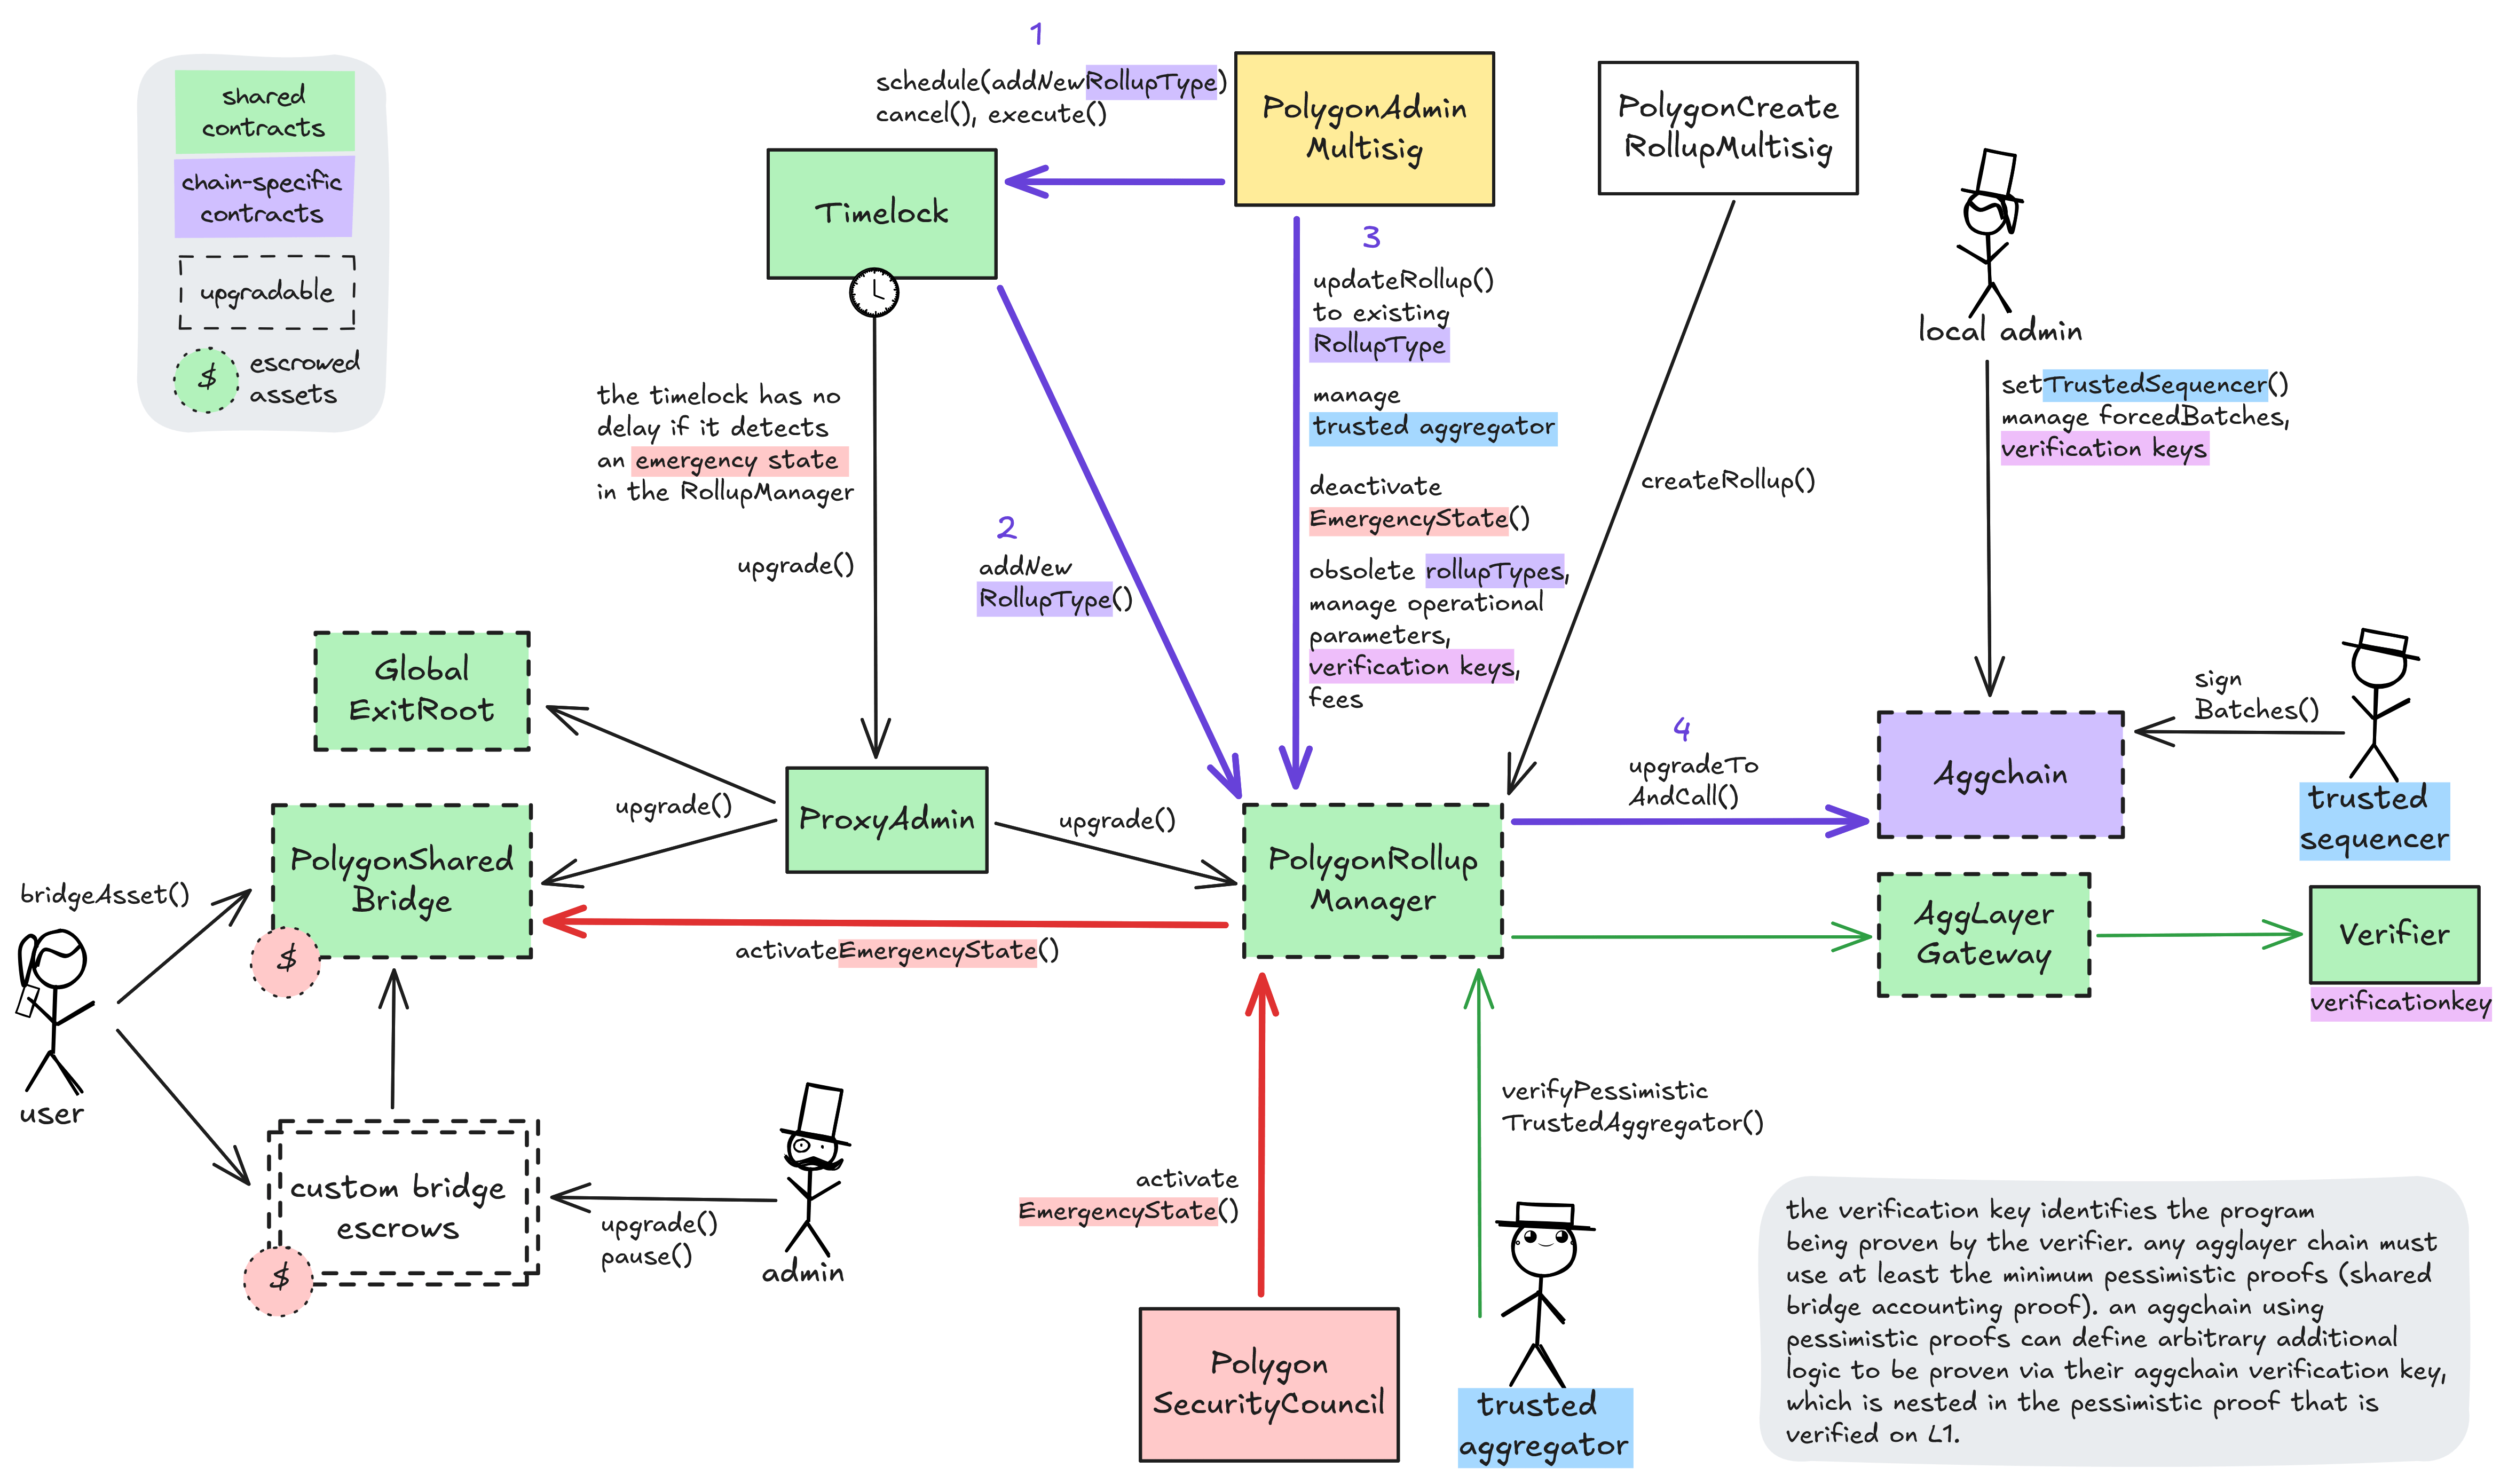 shared
contracts
chain-specific
contracts
upgradable
$
escrowed
assets
1
schedule(addNewRollupType)
cancel(), execute()
PolygonAdmin
Multisig
PolygonCreate
RollupMultisig
Timelock
local admin
the timelock has no
delay if it detects
an emergency state
in the RollupManager
upgrade()
2
addNew
RollupType()
3
updateRollup()
to existing
RollupType
manage
trusted aggregator
deactivate
EmergencyState()
obsolete rollupTypes,
manage operational
parameters,
verification keys,
fees
createRollup()
setTrustedSequencer()
manage forcedBatches,
verification keys
Global
ExitRoot
PolygonShared
Bridge
$
upgrade()
ProxyAdmin
upgrade()
PolygonRollup
Manager
4
upgradeTo
AndCall()
Aggchain
sign
Batches()
trusted
sequencer
AggLayer
Gateway
Verifier
verificationkey
bridgeAsset()
user
activateEmergencyState()
custom bridge
escrows
$
upgrade()
pause()
admin
activate
EmergencyState()
Polygon
SecurityCouncil
verifyPessimistic
TrustedAggregator()
trusted
aggregator
the verification key identifies the program
being proven by the verifier. any agglayer chain must
use at least the minimum pessimistic proofs (shared
bridge accounting proof). an aggchain using
pessimistic proofs can define arbitrary additional
logic to be proven via their aggchain verification key,
which is nested in the pessimistic proof that is
verified on L1.